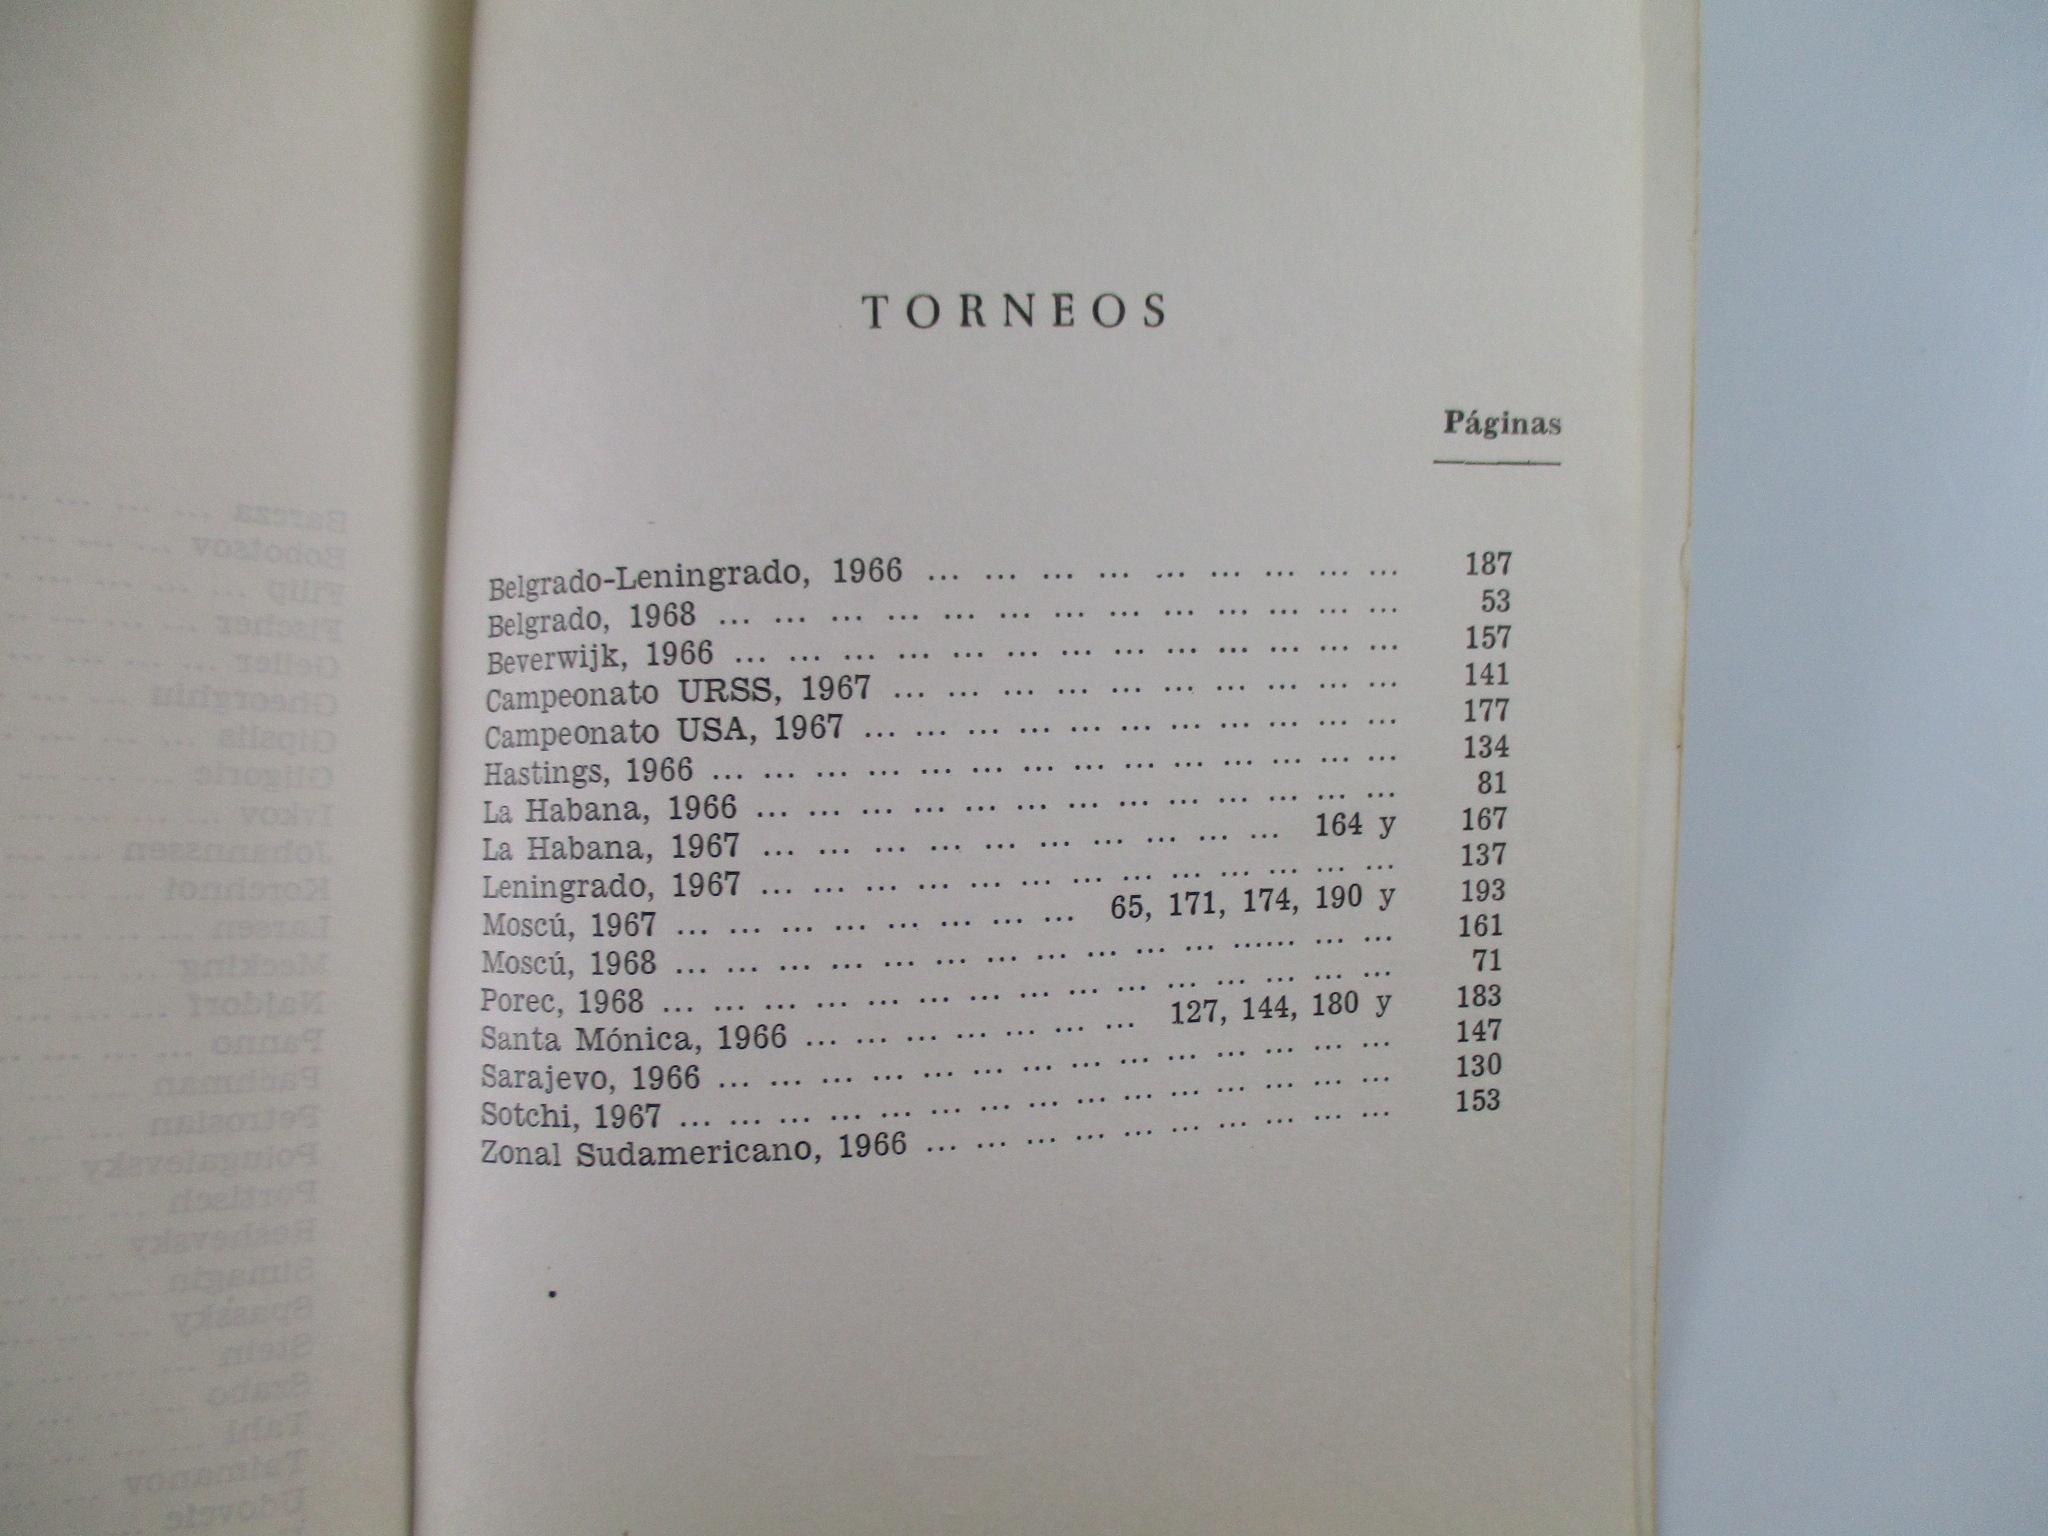 TORNEOS
Páginas
Belgrado-Leningrado, 1966 ... ... ... ... ... ... ... ... ... 187
Belgrado, 1968 ... ... ... ... ... ... ... ... ... ... ... ... ... 53
Beverwijk, 1966 ... ... ... ... ... ... ... ... ... ... ... ... ... 157
Campeonato URSS, 1967 ... ... ... ... ... ... ... ... ... ... 141
Campeonato USA, 1967 ... ... ... ... ... ... ... ... ... ... ... 177
Hastings, 1966 ... ... ... ... ... ... ... ... ... ... ... ... ... ... 134
La Habana, 1966 ... ... ... ... ... ... ... ... ... ... ... ... ... 81
La Habana, 1967 ... ... ... ... ... ... ... ... ... ... ... 164 y 167
Leningrado, 1967 ... ... ... ... ... ... ... ... ... ... ... ... ... 137
Moscú, 1967 ... ... ... ... ... ... ... ... 65, 171, 174, 190 y 193
Moscú, 1968 ... ... ... ... ... ... ... ... ... ... ... ...... ... ... 161
Porec, 1968 ... ... ... ... ... ... ... ... ... ... ... ... ... ... ... 71
Santa Mónica, 1966 ... ... ... ... ... ... ... 127, 144, 180 y 183
Sarajevo, 1966 ... ... ... ... ... ... ... ... ... ... ... ... ... ... 147
Sotchi, 1967 ... ... ... ... ... ... ... ... ... ... ... ... ... ... ... 130
Zonal Sudamericano, 1966 ... ... ... ... ... ... ... ... ... ... 153